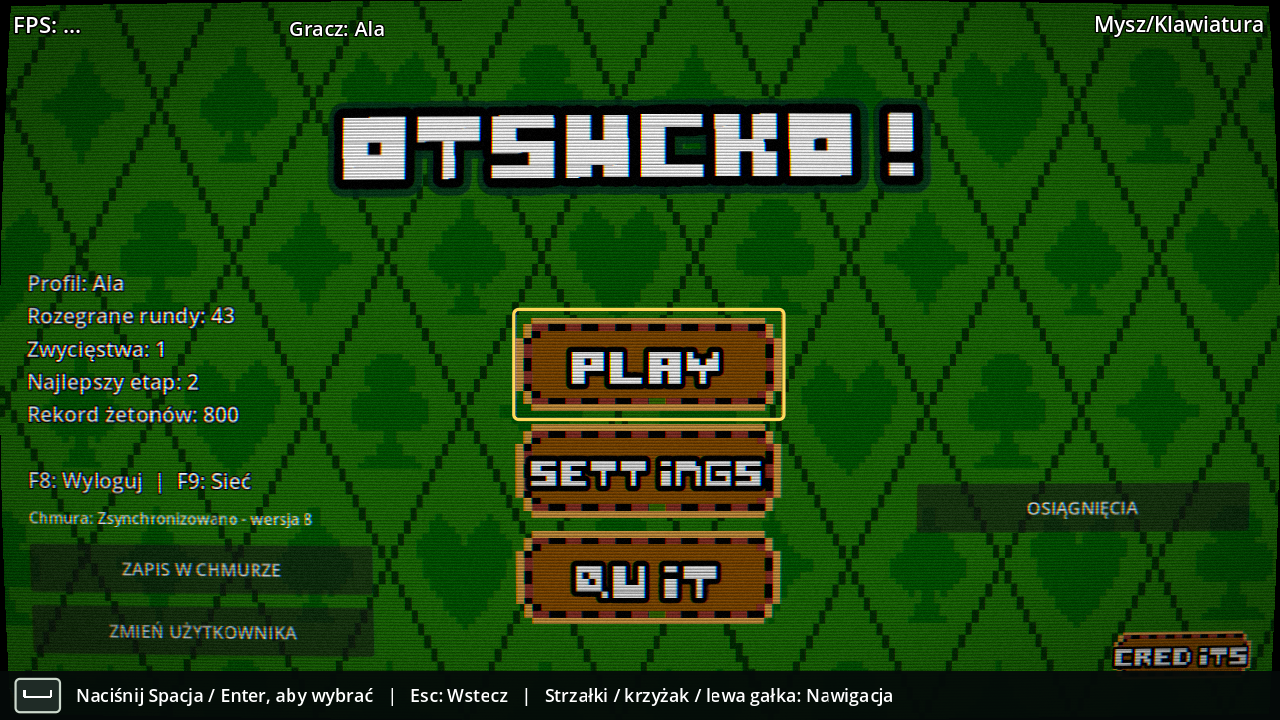 FPS: ...
Gracz: Ala
Mysz/Klawiatura
OTSHCKO!
Profil: Ala
Rozegrane rundy: 43
Zwycięstwa: 1
Najlepszy etap: 2
Rekord żetonów: 800
PLAY
SETTINGS
QUIT
F8: Wyloguj | F9: Sieć
Chmura: Zsynchronizowano - wersja 8
ZAPIS W CHMURZE
ZMIEŃ UŻYTKOWNIKA
OSIĄGNIĘCIA
CREDITS
Naciśnij Spacja / Enter, aby wybrać | Esc: Wstecz | Strzałki / krzyżak / lewa gałka: Nawigacja